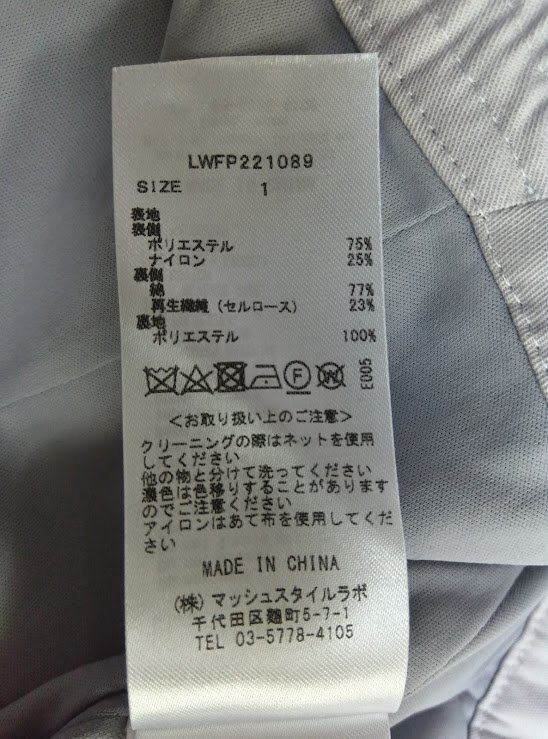 LWFP221089
SIZE 1
表地
表側
ポリエステル 75%
ナイロン 25%
裏側
綿 77%
再生繊維 (セルロース) 23%
裏地
ポリエステル 100%
F
W
E005
<お取り扱い上のご注意>
クリーニングの際はネットを使用
してください
他の物と分けて洗ってください
濃色は色移りすることがあります
のでご注意ください
アイロンはあて布を使用してくだ
さい
MADE IN CHINA
(株) マッシュスタイルラボ
千代田区麹町5-7-1
TEL 03-5778-4105